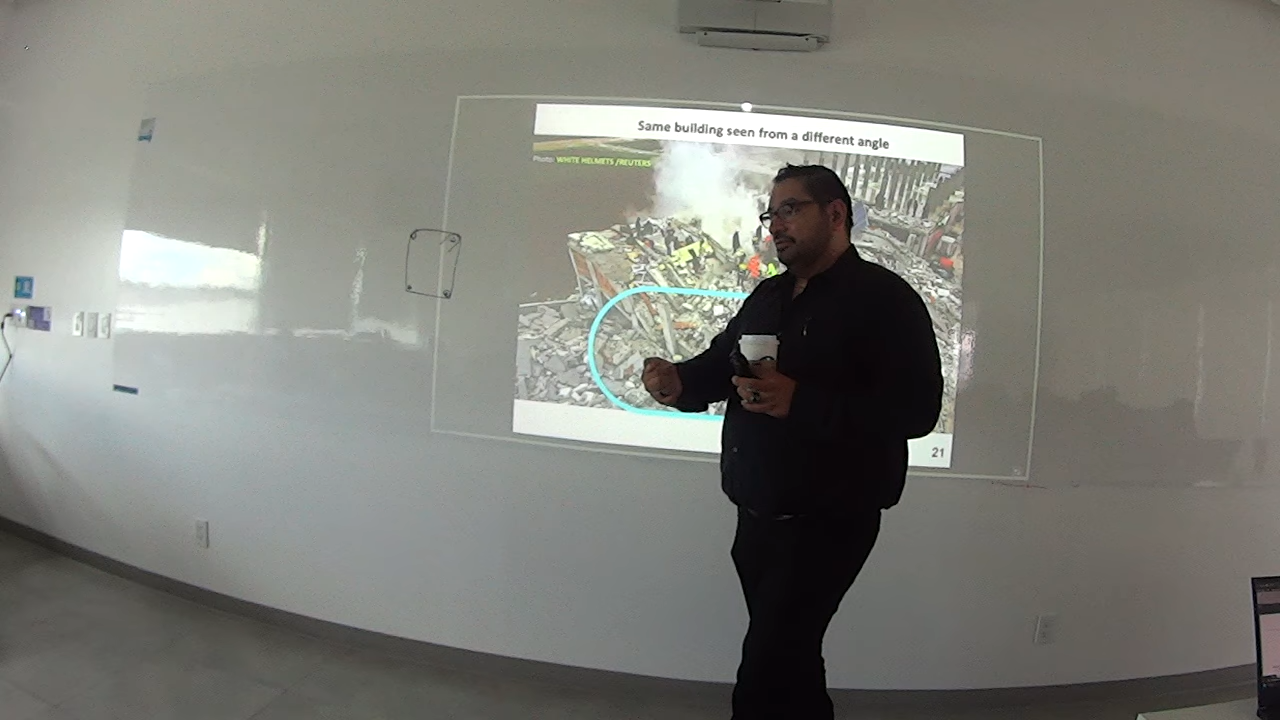 Same building seen from a different angle
Photo: WHITE HELMETS /REUTERS
21